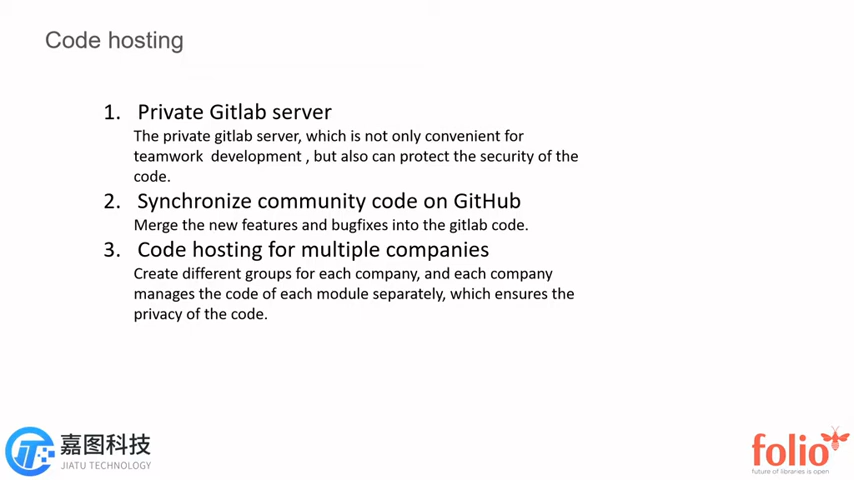 Code hosting
1. Private Gitlab server
The private gitlab server, which is not only convenient for
teamwork development , but also can protect the security of the
code.
2. Synchronize community code on GitHub
Merge the new features and bugfixes into the gitlab code.
3. Code hosting for multiple companies
Create different groups for each company, and each company
manages the code of each module separately, which ensures the
privacy of the code.
嘉图科技
JIATU TECHNOLOGY
folio
future of libraries is open